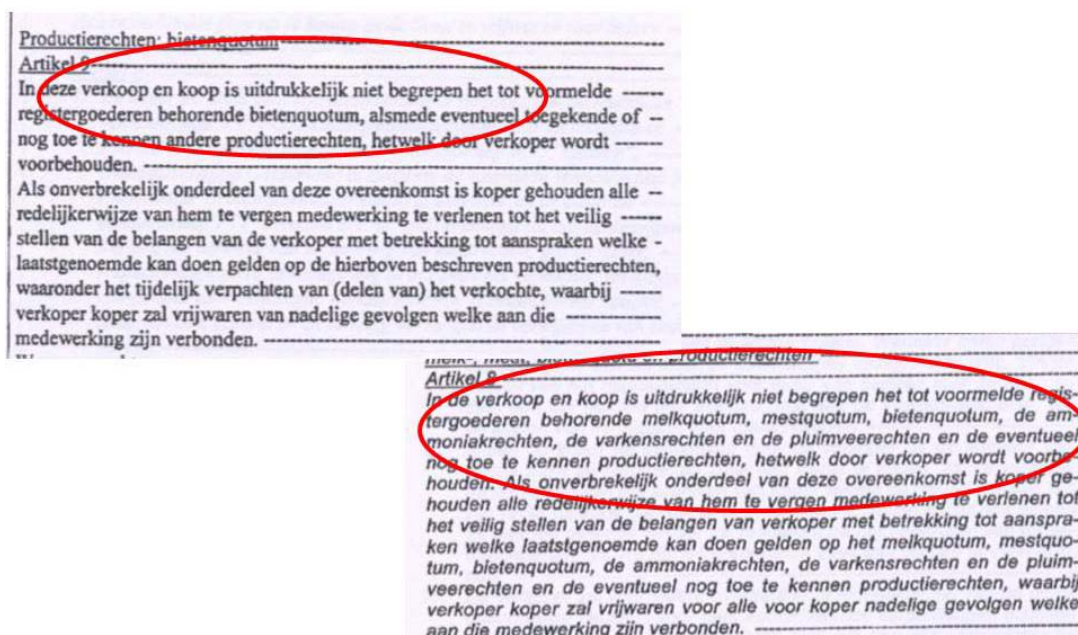 Productierechten: bietenquotum
Artikel 9
In deze verkoop en koop is uitdrukkelijk niet begrepen het tot voormelde
registergoederen behorende bietenquotum, alsmede eventueel toegekende of
nog toe te kennen andere productierechten, hetwelk door verkoper wordt
voorbehouden.
Als onverbrekelijk onderdeel van deze overeenkomst is koper gehouden alle
redelijkerwijze van hem te vergen medewerking te verlenen tot het veilig
stellen van de belangen van de verkoper met betrekking tot aanspraken welke
laatstgenoemde kan doen gelden op de hierboven beschreven productierechten,
waaronder het tijdelijk verpachten van (delen van) het verkochte, waarbij
verkoper koper zal vrijwaren van nadelige gevolgen welke aan die
medewerking zijn verbonden.
en productierechten
Artikel 8
In de verkoop en koop is uitdrukkelijk niet begrepen het tot voormelde regis-
tergoederen behorende melkquotum, mestquotum, bietenquotum, de am-
moniakrechten, de varkensrechten en de pluimveerechten en de eventueel
nog toe te kennen productierechten, hetwelk door verkoper wordt voorbe-
houden. Als onverbrekelijk onderdeel van deze overeenkomst is koper ge-
houden alle redelijkerwijze van hem te vergen medewerking te verlenen tot
het veilig stellen van de belangen van verkoper met betrekking tot aanspra-
ken welke laatstgenoemde kan doen gelden op het melkquotum, mestquo-
tum, bietenquotum, de ammoniakrechten, de varkensrechten en de pluim-
veerechten en de eventueel nog toe te kennen productierechten, waarbij
verkoper koper zal vrijwaren voor alle voor koper nadelige gevolgen welke
aan die medewerking zijn verbonden.